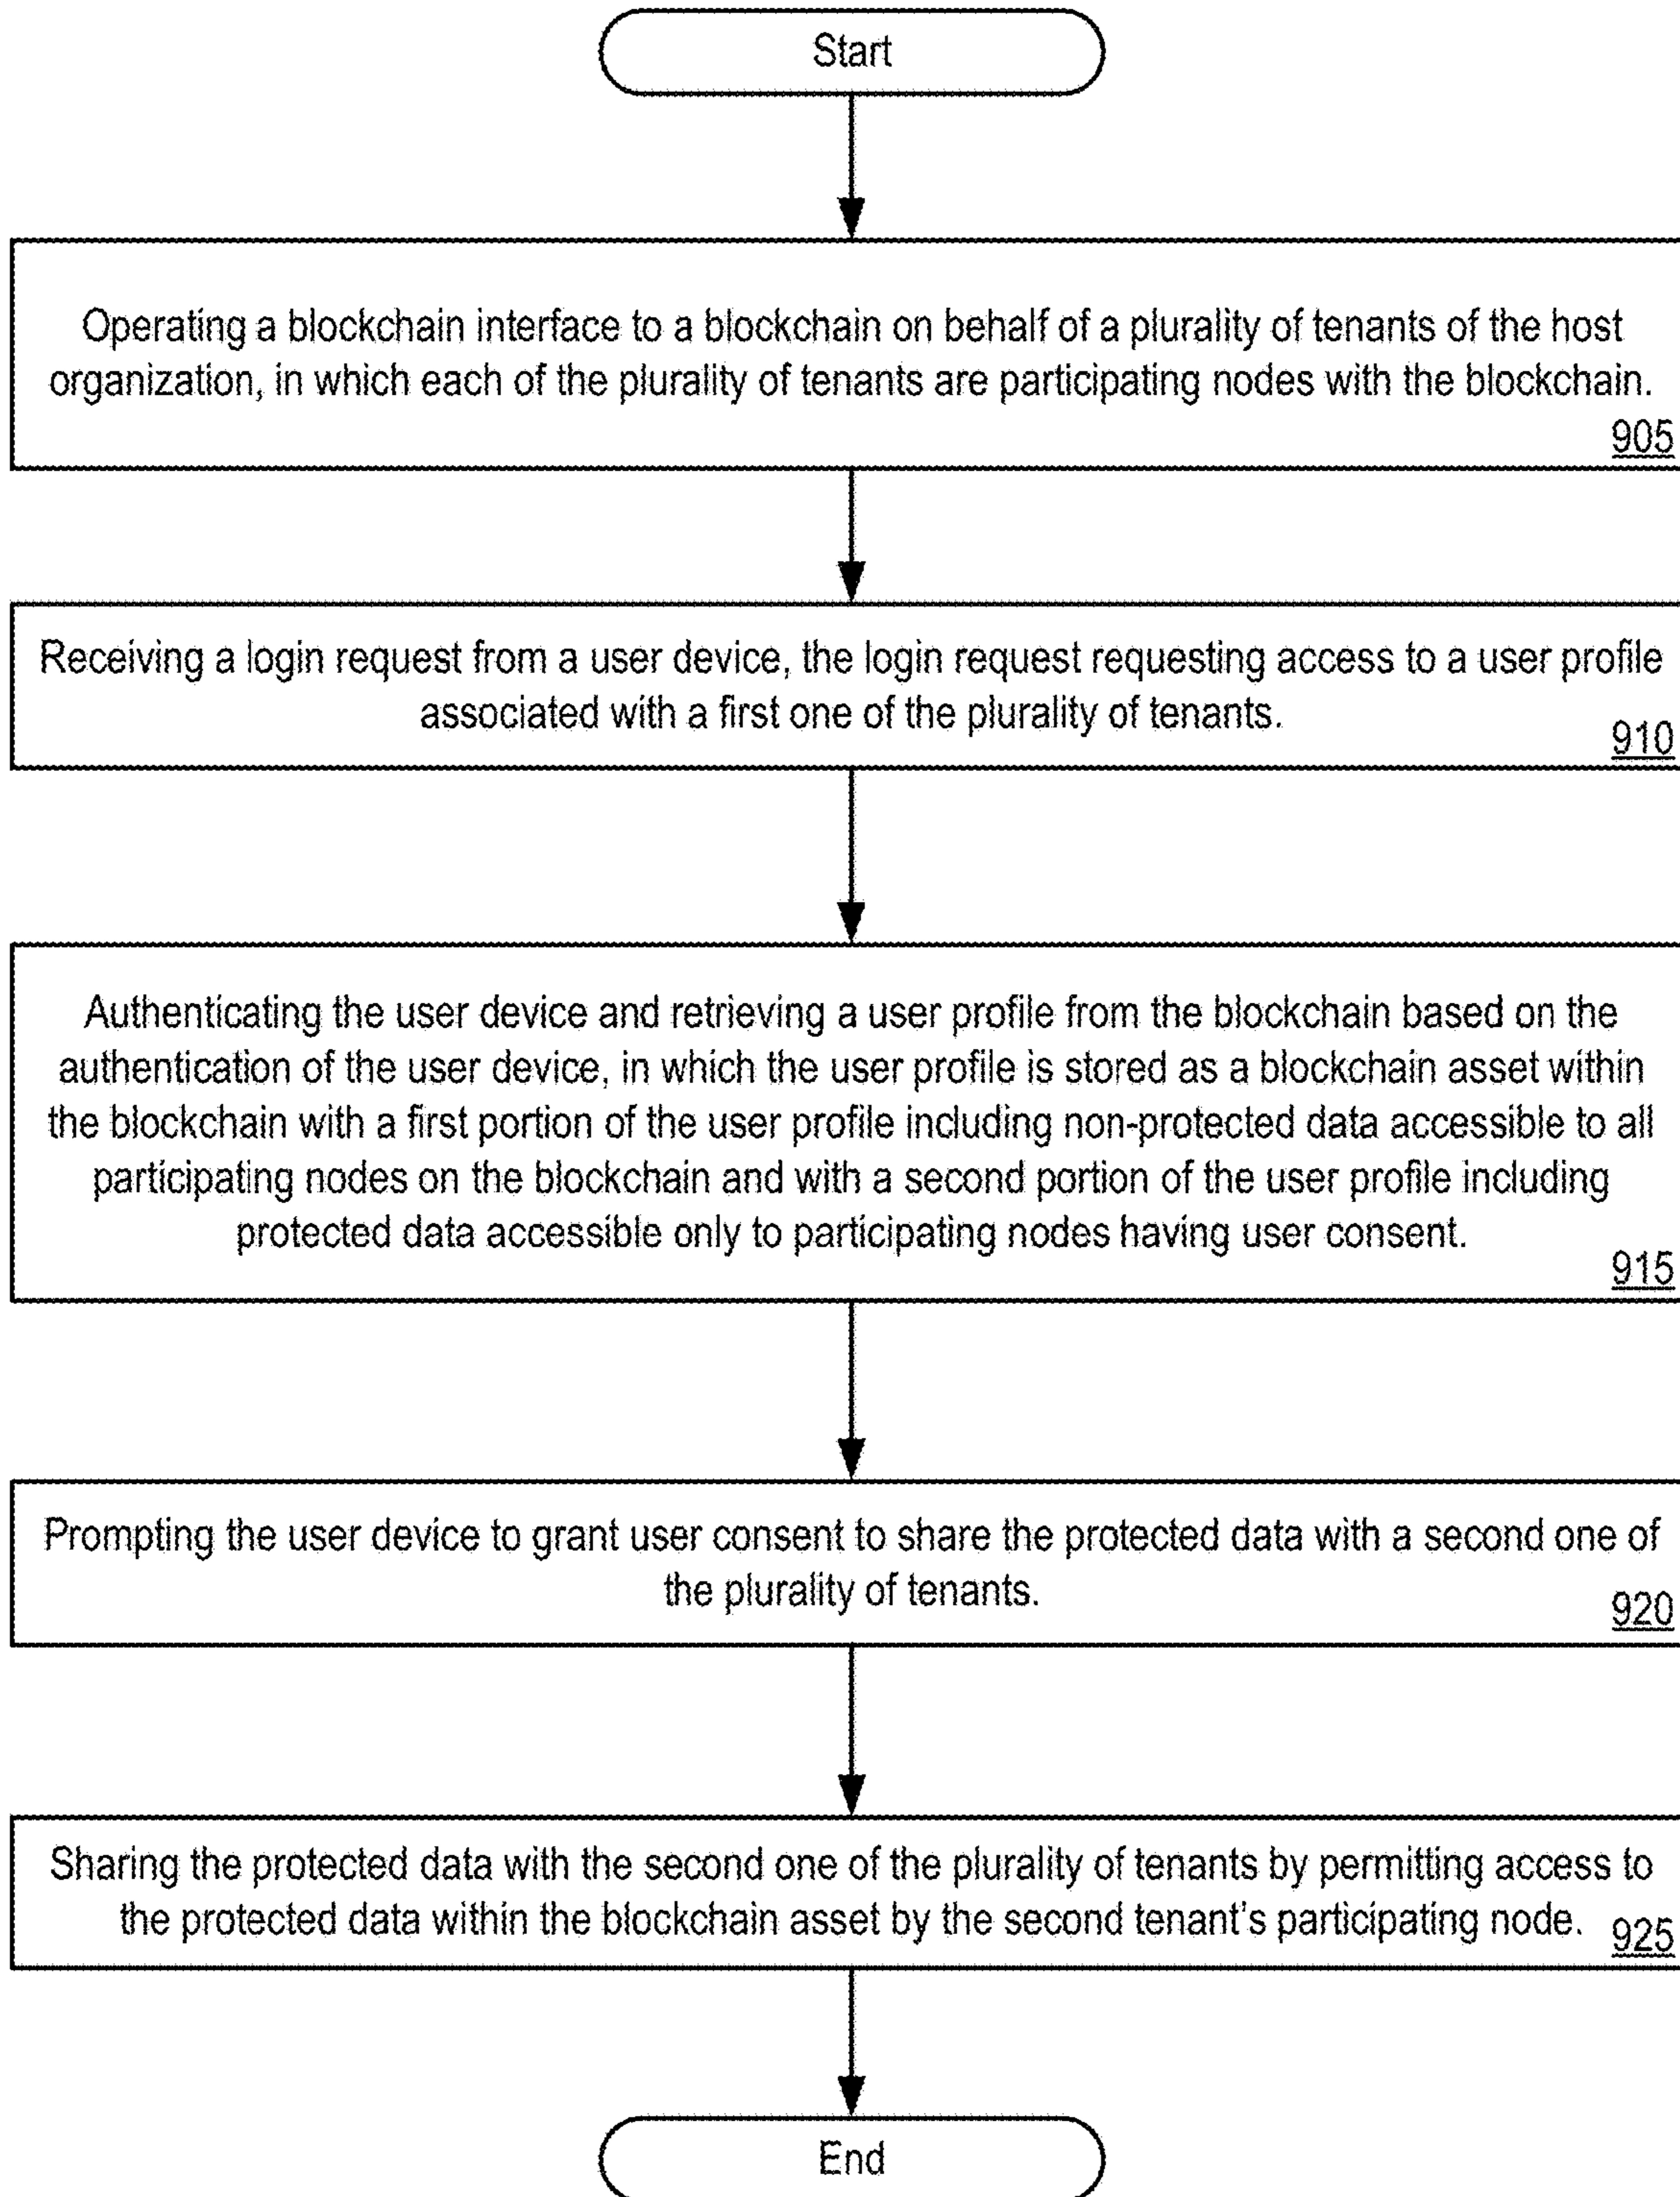 Start
Operating a blockchain interface to a blockchain on behalf of a plurality of tenants of the host
organization, in which each of the plurality of tenants are participating nodes with the blockchain.
905
Receiving a login request from a user device, the login request requesting access to a user profile
associated with a first one of the plurality of tenants.
910
Authenticating the user device and retrieving a user profile from the blockchain based on the
authentication of the user device, in which the user profile is stored as a blockchain asset within
the blockchain with a first portion of the user profile including non-protected data accessible to all
participating nodes on the blockchain and with a second portion of the user profile including
protected data accessible only to participating nodes having user consent.
915
Prompting the user device to grant user consent to share the protected data with a second one of
the plurality of tenants.
920
Sharing the protected data with the second one of the plurality of tenants by permitting access to
the protected data within the blockchain asset by the second tenant's participating node.
925
End